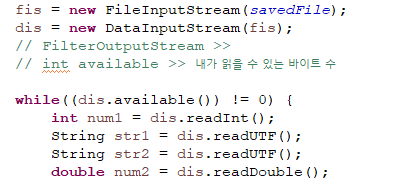 fis = new FileInputStream(savedFile);
dis = new DataInputStream(fis);
// FilterOutputStream >>
// int available >> 내가 읽을 수 있는 바이트 수
while((dis.available()) != 0) {
int num1 = dis.readInt();
String str1 = dis.readUTF();
String str2 = dis.readUTF();
double num2 = dis.readDouble();